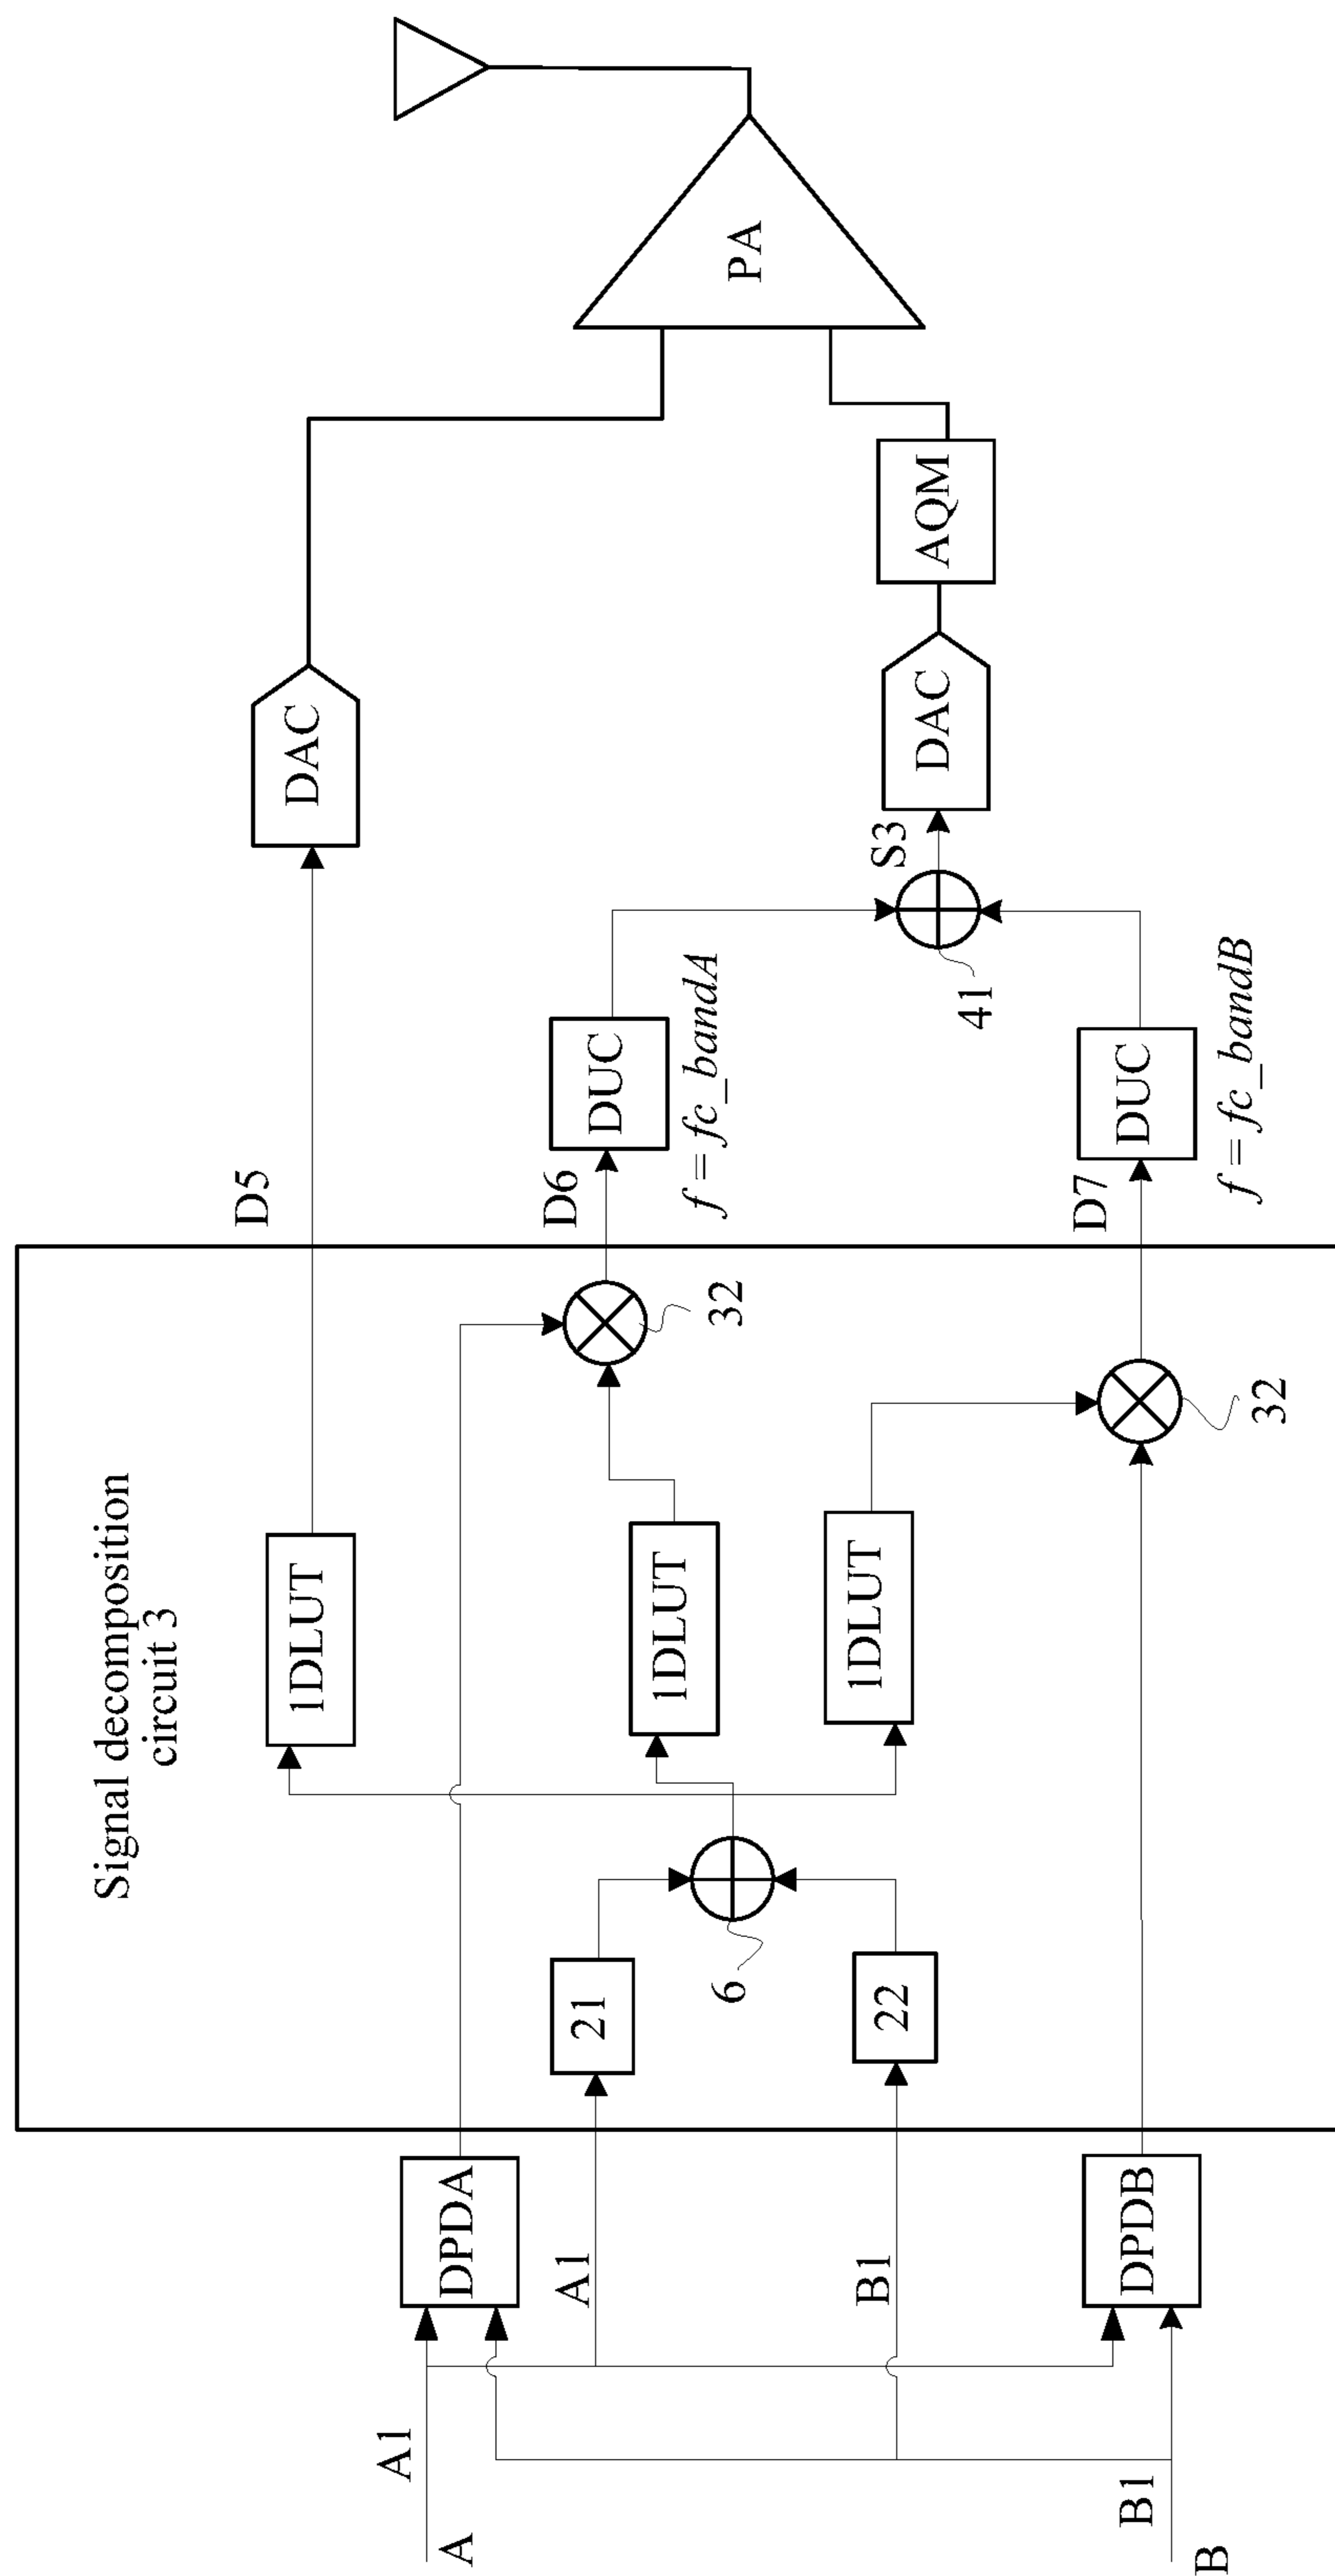 Signal decomposition
circuit 3
A
A1
B1
B
DPDA
A1
B1
DPDB
21
22
6
1DLUT
1DLUT
1DLUT
32
32
D5
D6
D7
DUC
f = fc_bandA
DUC
f = fc_bandB
41
S3
DAC
DAC
AQM
PA